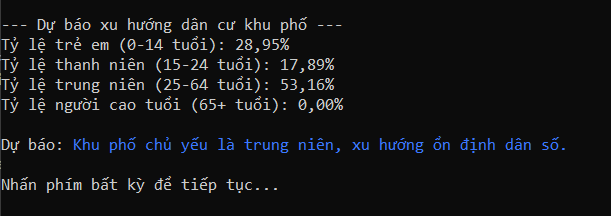 --- Dự báo xu hướng dân cư khu phố ---
Tỷ lệ trẻ em (0-14 tuổi): 28,95%
Tỷ lệ thanh niên (15-24 tuổi): 17,89%
Tỷ lệ trung niên (25-64 tuổi): 53,16%
Tỷ lệ người cao tuổi (65+ tuổi): 0,00%
Dự báo: Khu phố chủ yếu là trung niên, xu hướng ổn định dân số.
Nhấn phím bất kỳ để tiếp tục...